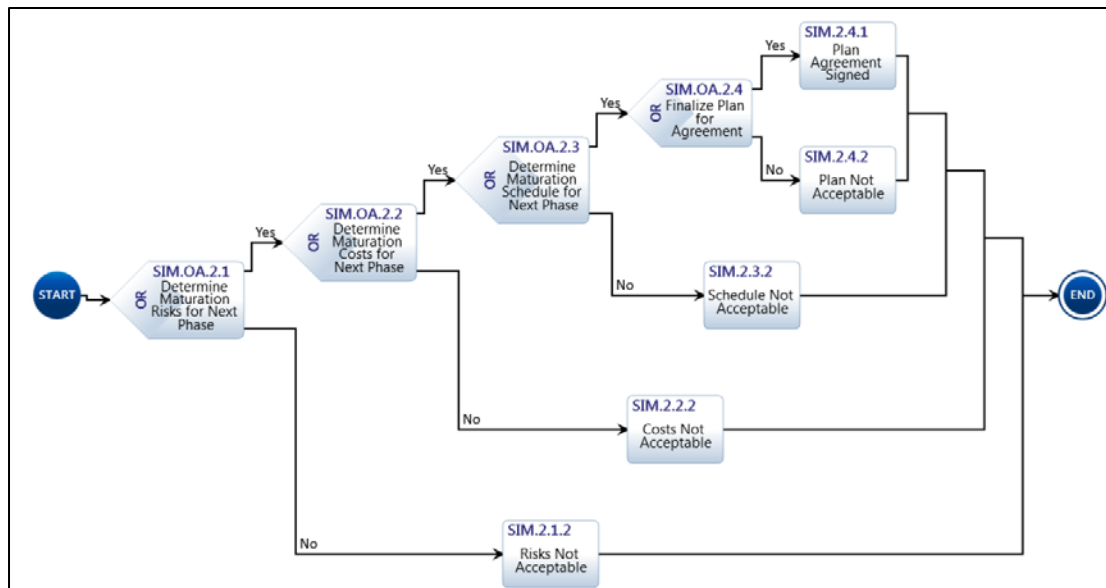 START
SIM.OA.2.1
OR
Determine
Maturation
Risks for Next
Phase
Yes
No
SIM.OA.2.2
OR
Determine
Maturation
Costs for
Next Phase
Yes
No
SIM.OA.2.3
OR
Determine
Maturation
Schedule for
Next Phase
Yes
No
SIM.OA.2.4
OR
Finalize Plan
for
Agreement
Yes
No
SIM.2.4.1
Plan
Agreement
Signed
SIM.2.4.2
Plan Not
Acceptable
SIM.2.3.2
Schedule Not
Acceptable
SIM.2.2.2
Costs Not
Acceptable
SIM.2.1.2
Risks Not
Acceptable
END